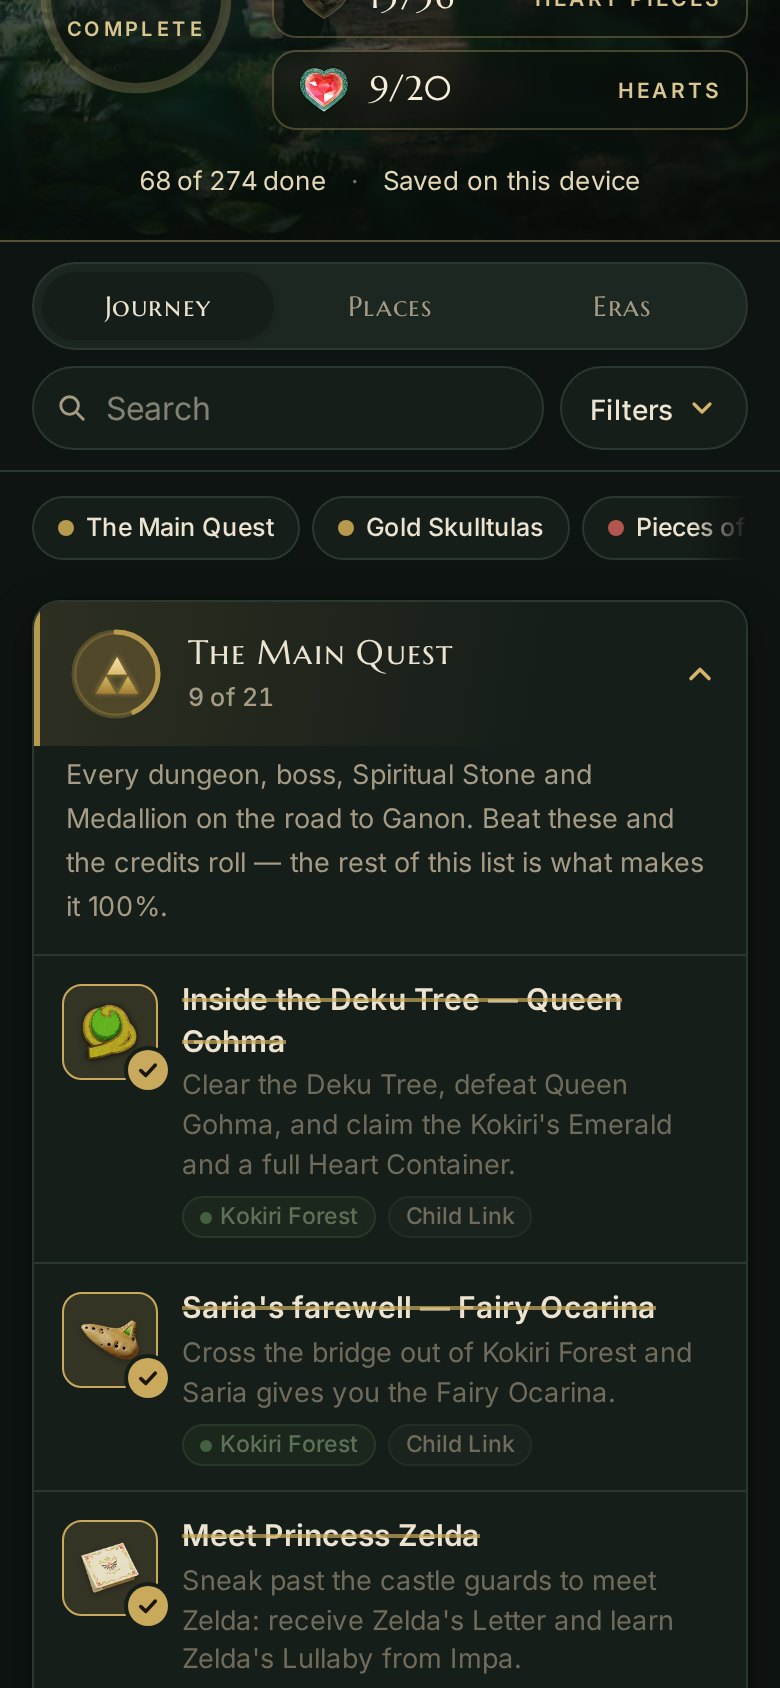 COMPLETE
HEART PIECES
9/20
HEARTS
68 of 274 done · Saved on this device
Journey
Places
Eras
Search
Filters
The Main Quest
Gold Skulltulas
Pieces of
The Main Quest
9 of 21
Every dungeon, boss, Spiritual Stone and
Medallion on the road to Ganon. Beat these and
the credits roll — the rest of this list is what makes
it 100%.
Inside the Deku Tree — Queen
Gohma
Clear the Deku Tree, defeat Queen
Gohma, and claim the Kokiri's Emerald
and a full Heart Container.
Kokiri Forest
Child Link
Saria's farewell — Fairy Ocarina
Cross the bridge out of Kokiri Forest and
Saria gives you the Fairy Ocarina.
Kokiri Forest
Child Link
Meet Princess Zelda
Sneak past the castle guards to meet
Zelda: receive Zelda's Letter and learn
Zelda's Lullaby from Impa.